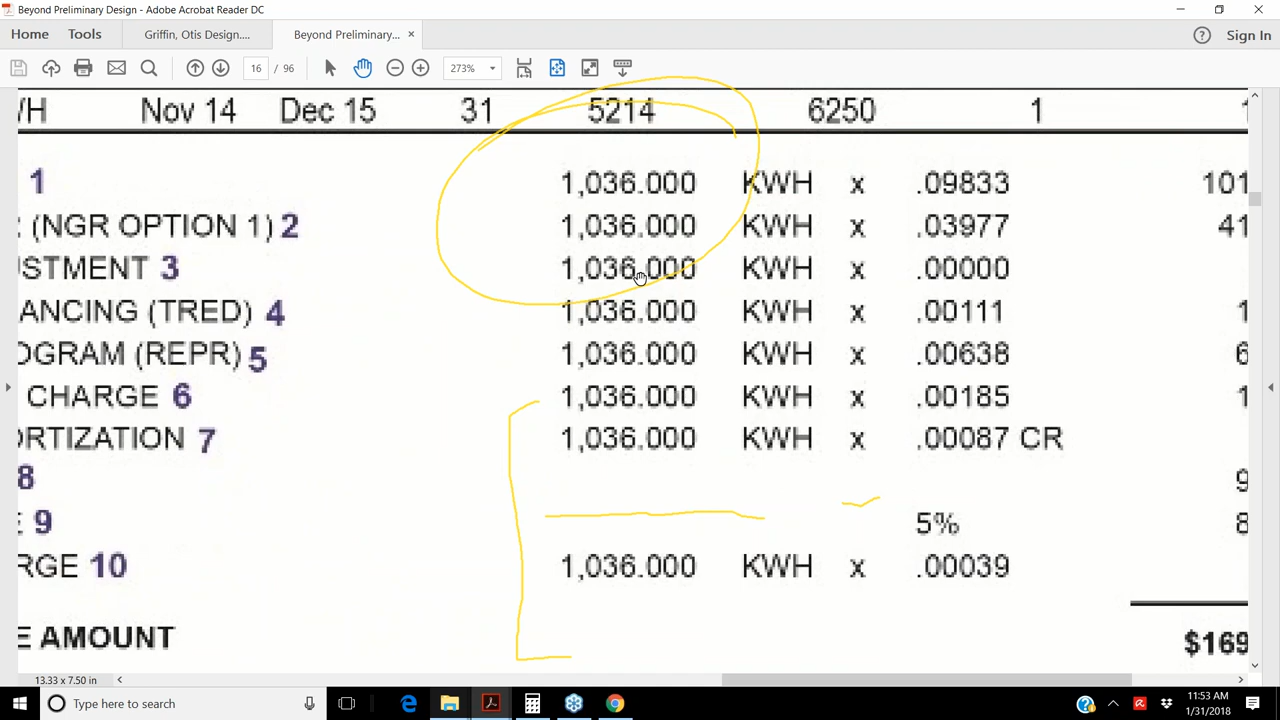 Beyond Preliminary Design - Adobe Acrobat Reader DC
Home Tools Griffin, Otis Design.... Beyond Preliminary... × Sign In
16 / 96 273%
/H Nov 14 Dec 15 31 5214 6250 1
1 1,036.000 KWH x .09833 101
(NGR OPTION 1) 2 1,036.000 KWH x .03977 41
USTMENT 3 1,036.000 KWH x .00000
ANCING (TRED) 4 1,036.000 KWH x .00111 1
OGRAM (REPR) 5 1,036.000 KWH x .00638 6
CHARGE 6 1,036.000 KWH x .00185 1
ORTIZATION 7 1,036.000 KWH x .00087 CR
8 9
E 9 5% 8
RGE 10 1,036.000 KWH x .00039
E AMOUNT $169
13.33 x 7.50 in
Type here to search
11:53 AM
1/31/2018